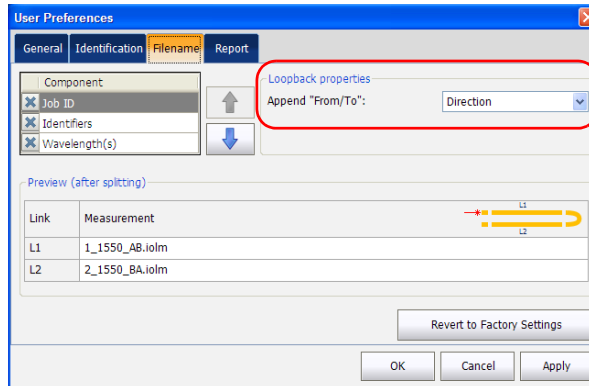 User Preferences
General Identification Filename Report
Component
Job ID
Identifiers
Wavelength(s)
Loopback properties
Append "From/To": Direction
Preview (after splitting)
Link Measurement
L1
L2
L1 1_1550_AB.iolm
L2 2_1550_BA.iolm
Revert to Factory Settings
OK Cancel Apply